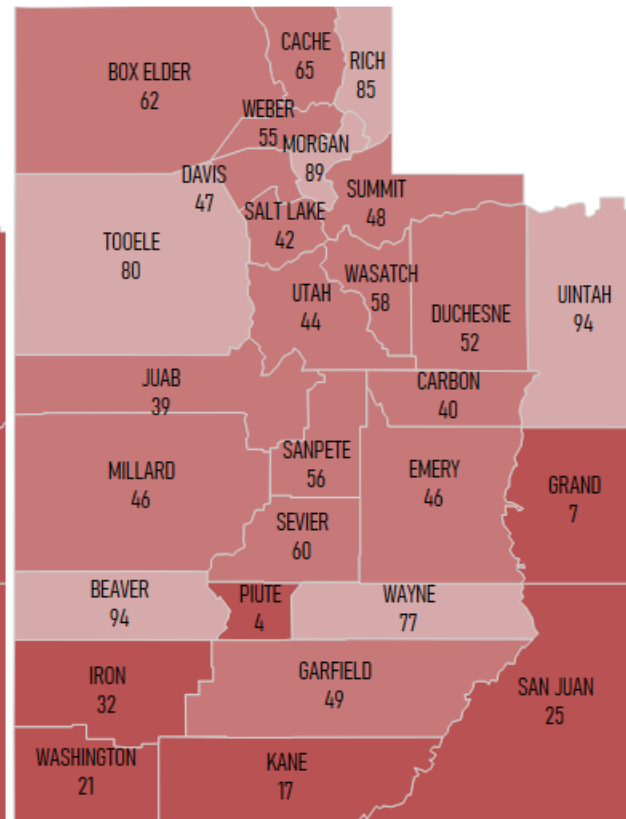 CACHE
65
RICH
85
BOX ELDER
62
WEBER
55
MORGAN
89
DAVIS
47
SUMMIT
48
SALT LAKE
42
TOOELE
80
WASATCH
58
UTAH
44
UINTAH
94
DUCHESNE
52
JUAB
39
CARBON
40
SANPETE
56
MILLARD
46
EMERY
46
GRAND
7
SEVIER
60
BEAVER
94
PIUTE
4
WAYNE
77
IRON
32
GARFIELD
49
SAN JUAN
25
WASHINGTON
21
KANE
17